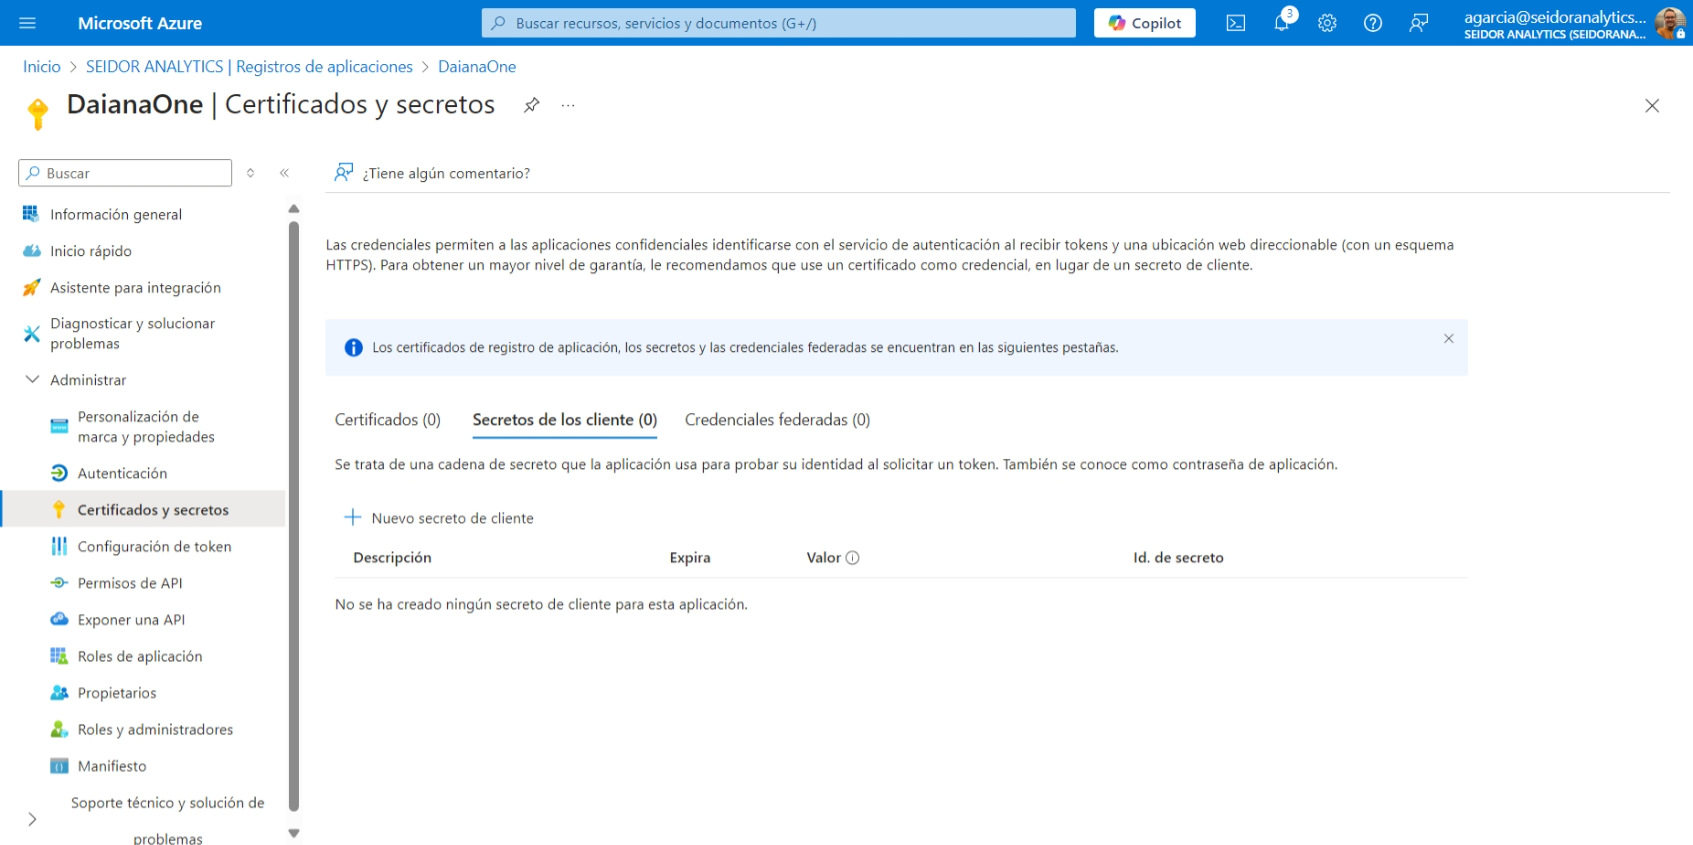 Microsoft Azure
Buscar recursos, servicios y documentos (G+/)
Copilot
3
agarcia@seidoranalytics...
SEIDOR ANALYTICS (SEIDORANA...
Inicio > SEIDOR ANALYTICS | Registros de aplicaciones > DaianaOne
DaianaOne | Certificados y secretos
...
Buscar
Información general
Inicio rápido
Asistente para integración
Diagnosticar y solucionar
problemas
Administrar
Personalización de
marca y propiedades
Autenticación
Certificados y secretos
Configuración de token
Permisos de API
Exponer una API
Roles de aplicación
Propietarios
Roles y administradores
Manifiesto
Soporte técnico y solución de
problemas
¿Tiene algún comentario?
Las credenciales permiten a las aplicaciones confidenciales identificarse con el servicio de autenticación al recibir tokens y una ubicación web direccionable (con un esquema
HTTPS). Para obtener un mayor nivel de garantía, le recomendamos que use un certificado como credencial, en lugar de un secreto de cliente.
Los certificados de registro de aplicación, los secretos y las credenciales federadas se encuentran en las siguientes pestañas.
Certificados (0) Secretos de los cliente (0) Credenciales federadas (0)
Se trata de una cadena de secreto que la aplicación usa para probar su identidad al solicitar un token. También se conoce como contraseña de aplicación.
Nuevo secreto de cliente
Descripción Expira Valor Id. de secreto
No se ha creado ningún secreto de cliente para esta aplicación.